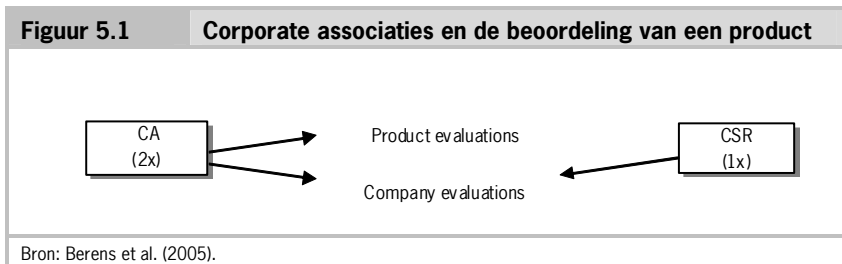 Figuur 5.1 Corporate associaties en de beoordeling van een product
CA
(2x)
Product evaluations
Company evaluations
CSR
(1x)
Bron: Berens et al. (2005).